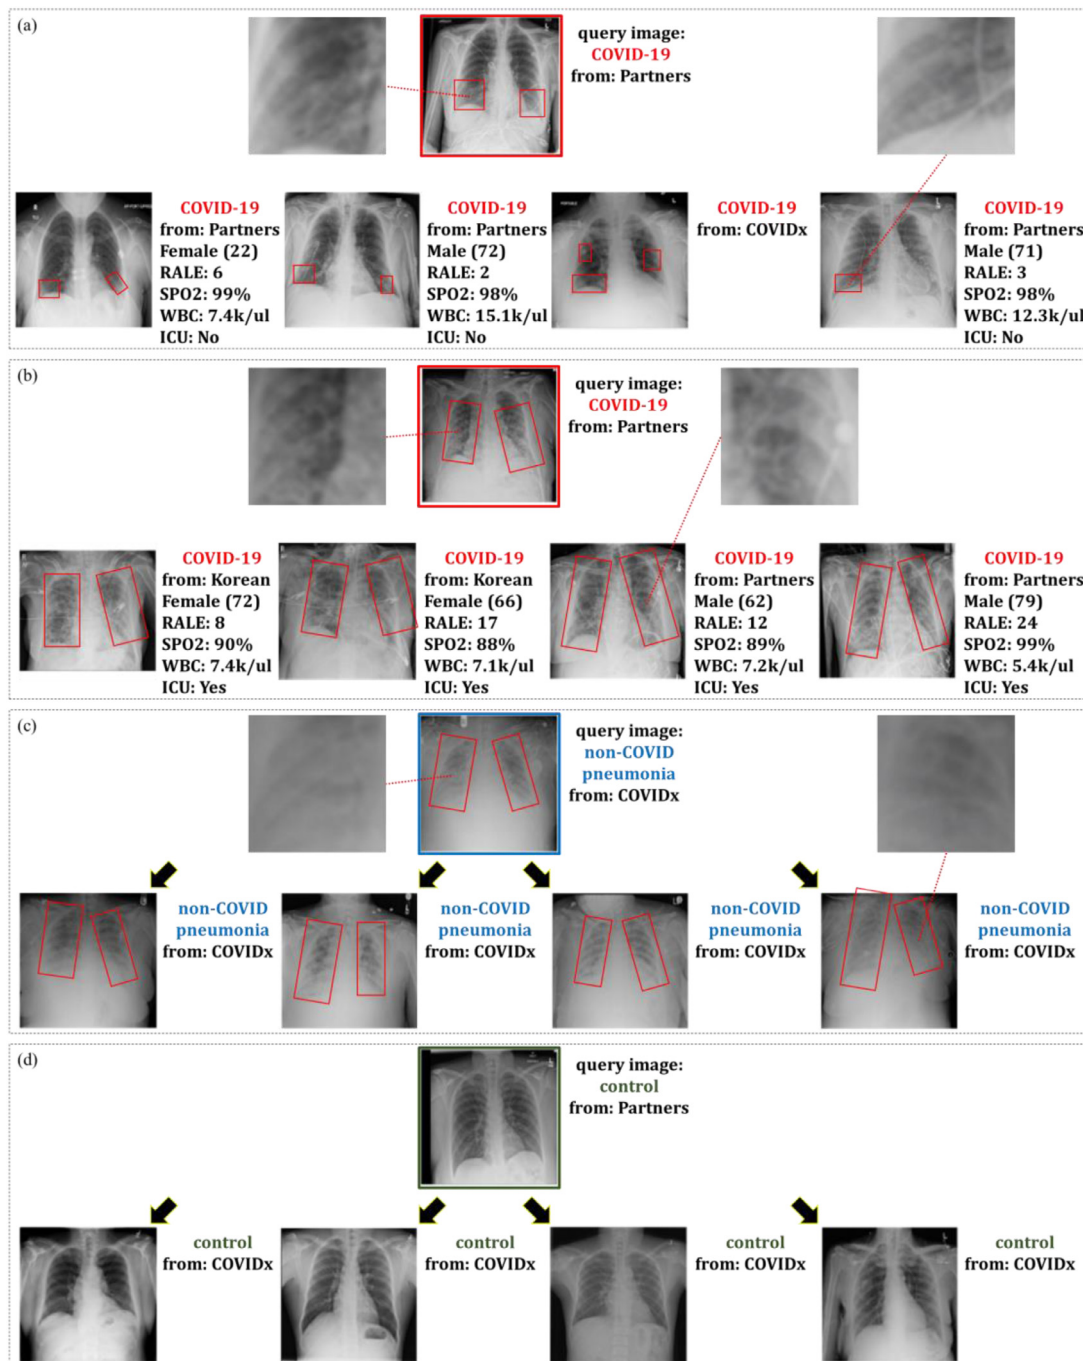 (a)
query image:
COVID-19
from: Partners
COVID-19
from: Partners
Female (22)
RALE: 6
SPO2: 99%
WBC: 7.4k/ul
ICU: No
COVID-19
from: Partners
Male (72)
RALE: 2
SPO2: 98%
WBC: 15.1k/ul
ICU: No
COVID-19
from: COVIDx
COVID-19
from: Partners
Male (71)
RALE: 3
SPO2: 98%
WBC: 12.3k/ul
ICU: No
(b)
query image:
COVID-19
from: Partners
COVID-19
from: Korean
Female (72)
RALE: 8
SPO2: 90%
WBC: 7.4k/ul
ICU: Yes
COVID-19
from: Korean
Female (66)
RALE: 17
SPO2: 88%
WBC: 7.1k/ul
ICU: Yes
COVID-19
from: Partners
Male (62)
RALE: 12
SPO2: 89%
WBC: 7.2k/ul
ICU: Yes
COVID-19
from: Partners
Male (79)
RALE: 24
SPO2: 99%
WBC: 5.4k/ul
ICU: Yes
(c)
query image:
non-COVID
pneumonia
from: COVIDx
non-COVID
pneumonia
from: COVIDx
non-COVID
pneumonia
from: COVIDx
non-COVID
pneumonia
from: COVIDx
non-COVID
pneumonia
from: COVIDx
(d)
query image:
control
from: Partners
control
from: COVIDx
control
from: COVIDx
control
from: COVIDx
control
from: COVIDx